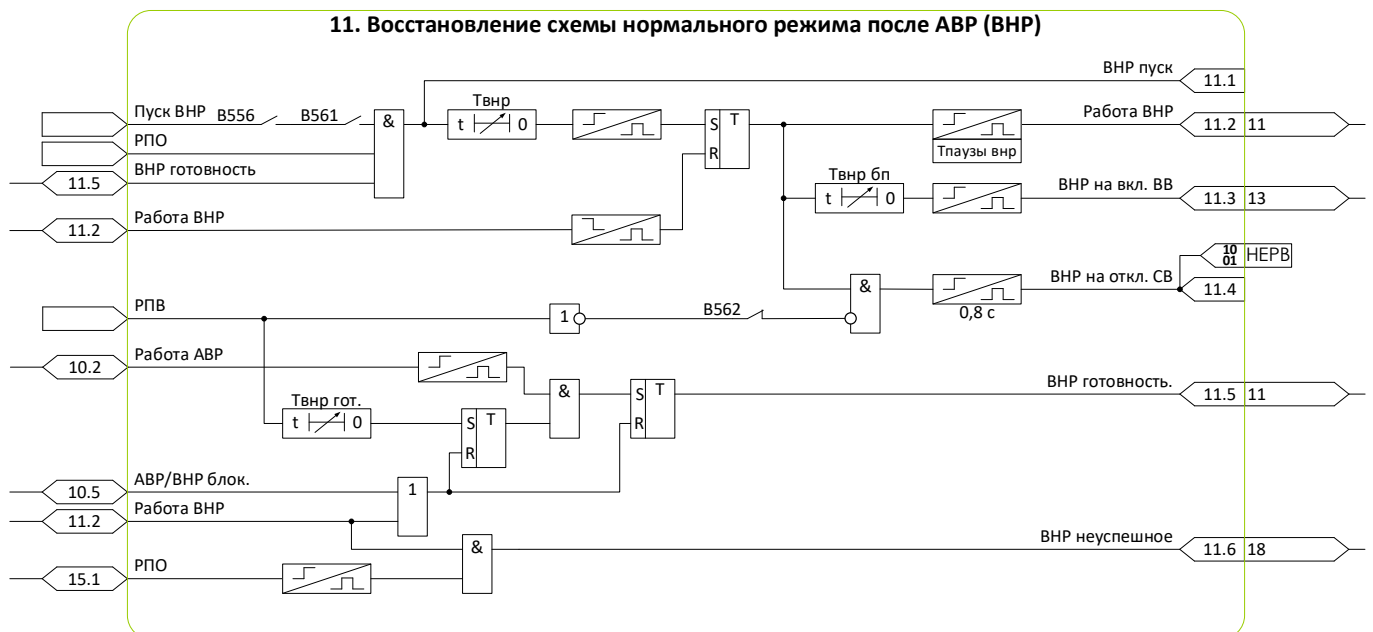 11. Восстановление схемы нормального режима после АВР (ВНР)
ВНР пуск
11.1
Пуск ВНР В556 В561 & Твнр
t 0
S T
R
Работа ВНР
11.2 11
Тпаузы внр
РПО
ВНР готовность
11.5
Твнр бп
t 0
ВНР на вкл. ВВ
11.3 13
Работа ВНР
11.2
10
01 НЕРВ
ВНР на откл. СВ
11.4
&
0,8 с
РПВ
1
В562
Работа АВР
10.2
Твнр гот.
t 0
S T
R
&
S T
R
ВНР готовность.
11.5 11
АВР/ВНР блок.
10.5
1
Работа ВНР
11.2
&
ВНР неуспешное
11.6 18
РПО
15.1